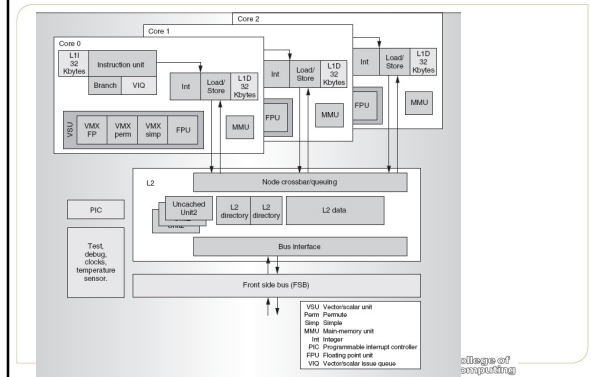 Core 2
Core 1
Core 0
L1I
32
Kbytes
Instruction unit
Branch
VIQ
Int
Load/
Store
L1D
32
Kbytes
VSU
VMX
FP
VMX
perm
VMX
simp
FPU
MMU
Int
Load/
Store
L1D
32
Kbytes
FPU
MMU
Int
Load/
Store
L1D
32
Kbytes
FPU
MMU
L2
Node crossbar/queuing
Uncached
Unit2
L2
directory
L2
directory
L2 data
Bus interface
PIC
Test,
debug,
clocks,
temperature
sensor.
Front side bus (FSB)
VSU Vector/scalar unit
Perm Permute
Simp Simple
MMU Main-memory unit
Int Integer
PIC Programmable interrupt controller
FPU Floating point unit
VIQ Vector/scalar issue queue
ollege of
omputing